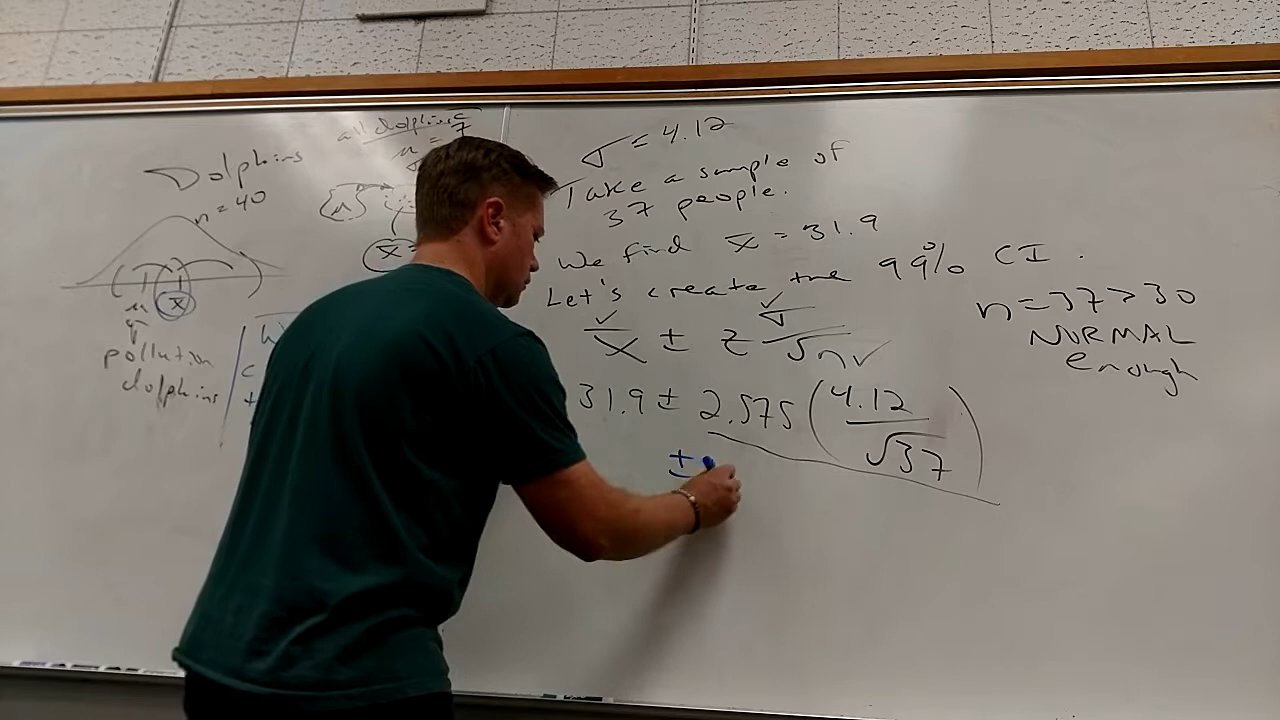 Dolphins
n = 40
x̄
μ
pollution
dolphins
all dolphins
μ =
x̄ =
σ = 4.12
Take a sample of
37 people.
We find x̄ = 31.9
Let's create the 99% CI.
x̄ ± z σ/√n
31.9 ± 2.575 (4.12/√37)
±
n = 37 > 30
NORMAL
enough